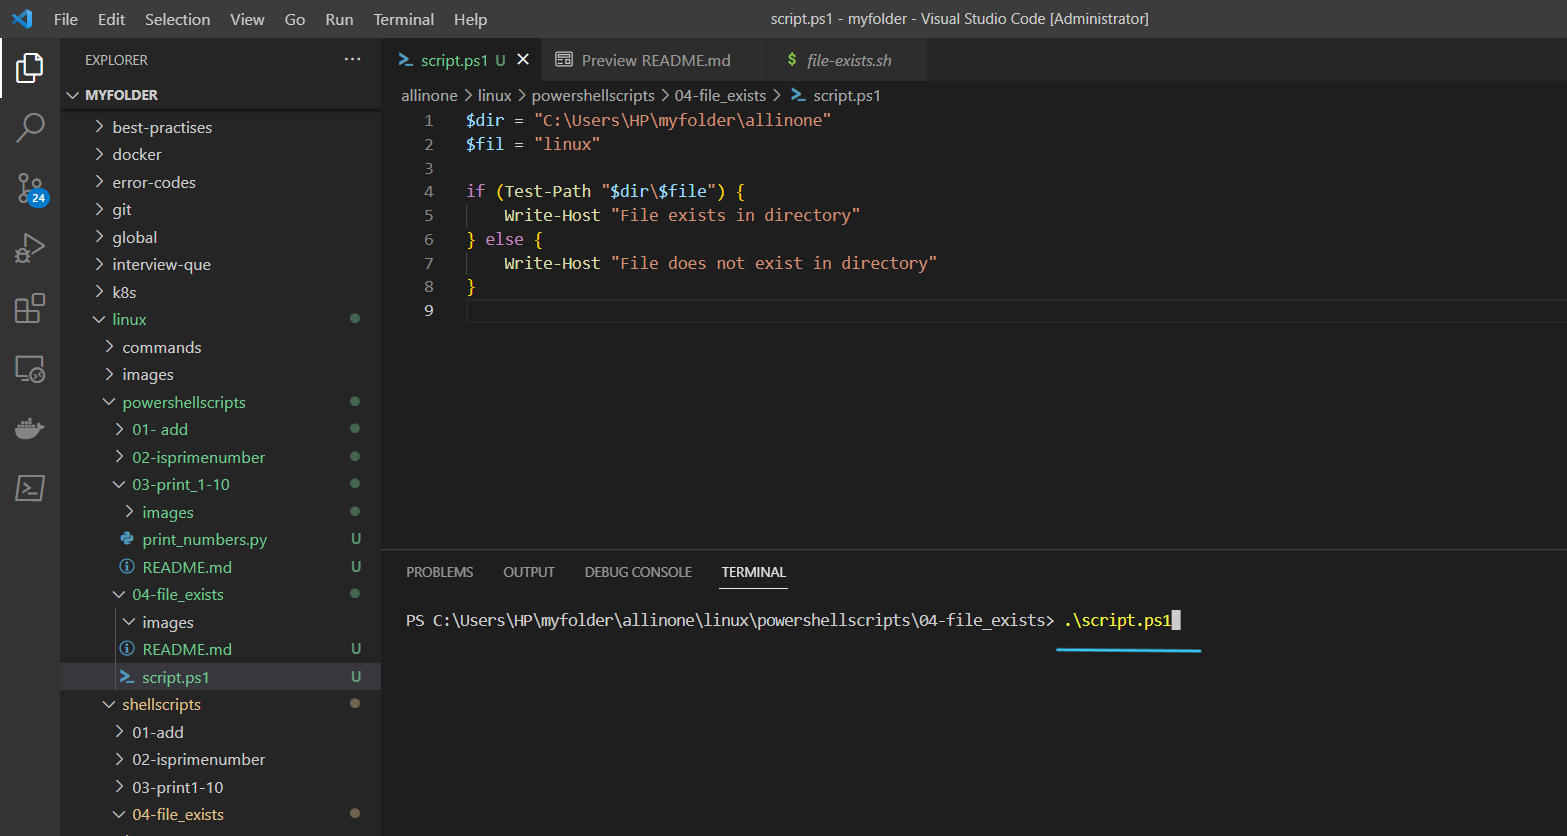 File Edit Selection View Go Run Terminal Help
script.ps1 - myfolder - Visual Studio Code [Administrator]
EXPLORER
MYFOLDER
best-practises
docker
error-codes
git
global
interview-que
k8s
linux
commands
images
powershellscripts
01- add
02-isprimenumber
03-print_1-10
images
print_numbers.py U
README.md U
04-file_exists
images
README.md U
script.ps1 U
shellscripts
01-add
02-isprimenumber
03-print1-10
04-file_exists
24
script.ps1 U
Preview README.md
$ file-exists.sh
allinone > linux > powershellscripts > 04-file_exists > script.ps1
1 $dir = "C:\Users\HP\myfolder\allinone"
2 $fil = "linux"
3
4 if (Test-Path "$dir\$file") {
5 Write-Host "File exists in directory"
6 } else {
7 Write-Host "File does not exist in directory"
8 }
9
PROBLEMS OUTPUT DEBUG CONSOLE TERMINAL
PS C:\Users\HP\myfolder\allinone\linux\powershellscripts\04-file_exists> .\script.ps1